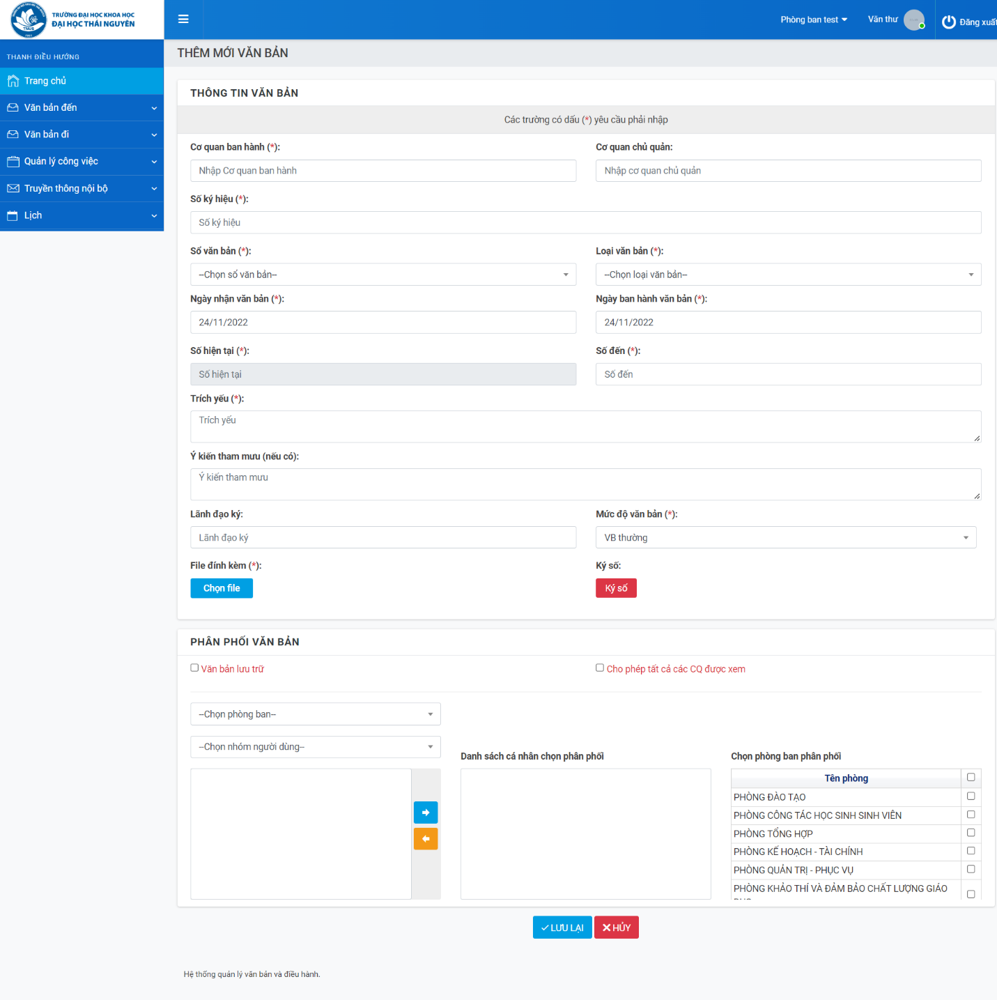 TRƯỜNG ĐẠI HỌC KHOA HỌC
ĐẠI HỌC THÁI NGUYÊN
Phòng ban test
Văn thư
Đăng xuất
THANH ĐIỀU HƯỚNG
Trang chủ
Văn bản đến
Văn bản đi
Quản lý công việc
Truyền thông nội bộ
Lịch
THÊM MỚI VĂN BẢN
THÔNG TIN VĂN BẢN
Các trường có dấu (*) yêu cầu phải nhập
Cơ quan ban hành (*): Cơ quan chủ quản:
Nhập Cơ quan ban hành Nhập cơ quan chủ quản
Số ký hiệu (*):
Số ký hiệu
Sổ văn bản (*): Loại văn bản (*):
--Chọn sổ văn bản-- --Chọn loại văn bản--
Ngày nhận văn bản (*): Ngày ban hành văn bản (*):
24/11/2022 24/11/2022
Số hiện tại (*): Số đến (*):
Số hiện tại Số đến
Trích yếu (*):
Trích yếu
Ý kiến tham mưu (nếu có):
Ý kiến tham mưu
Lãnh đạo ký: Mức độ văn bản (*):
Lãnh đạo ký VB thường
File đính kèm (*): Ký số:
Chọn file Ký số
PHÂN PHỐI VĂN BẢN
Văn bản lưu trữ Cho phép tất cả các CQ được xem
--Chọn phòng ban--
--Chọn nhóm người dùng--
Danh sách cá nhân chọn phân phối
Chọn phòng ban phân phối
Tên phòng
PHÒNG ĐÀO TẠO
PHÒNG CÔNG TÁC HỌC SINH SINH VIÊN
PHÒNG TỔNG HỢP
PHÒNG KẾ HOẠCH - TÀI CHÍNH
PHÒNG QUẢN TRỊ - PHỤC VỤ
PHÒNG KHẢO THÍ VÀ ĐẢM BẢO CHẤT LƯỢNG GIÁO
LƯU LẠI HỦY
Hệ thống quản lý văn bản và điều hành.